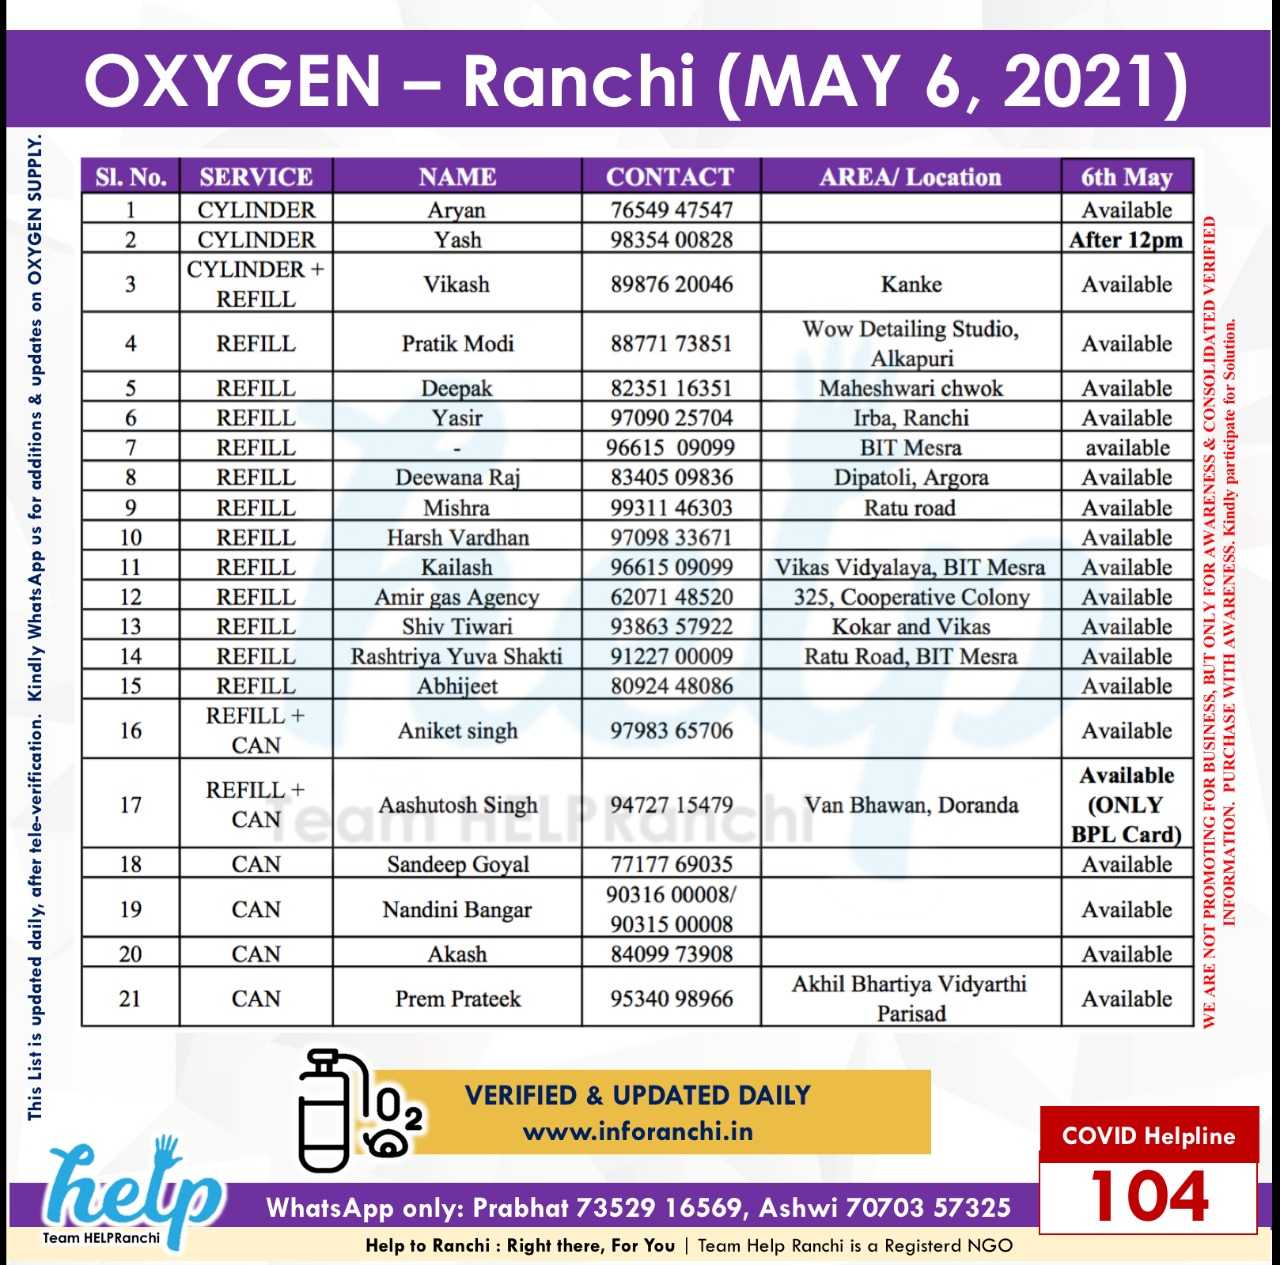 OXYGEN – Ranchi (MAY 6, 2021)
This List is updated daily, after tele-verification. Kindly WhatsApp us for additions & updates on OXYGEN SUPPLY.
Sl. No. SERVICE NAME CONTACT AREA/ Location 6th May
1 CYLINDER Aryan 76549 47547 Available
2 CYLINDER Yash 98354 00828 After 12pm
3 CYLINDER + REFILL Vikash 89876 20046 Kanke Available
4 REFILL Pratik Modi 88771 73851 Wow Detailing Studio, Alkapuri Available
5 REFILL Deepak 82351 16351 Maheshwari chwok Available
6 REFILL Yasir 97090 25704 Irba, Ranchi Available
7 REFILL - 96615 09099 BIT Mesra available
8 REFILL Deewana Raj 83405 09836 Dipatoli, Argora Available
9 REFILL Mishra 99311 46303 Ratu road Available
10 REFILL Harsh Vardhan 97098 33671 Available
11 REFILL Kailash 96615 09099 Vikas Vidyalaya, BIT Mesra Available
12 REFILL Amir gas Agency 62071 48520 325, Cooperative Colony Available
13 REFILL Shiv Tiwari 93863 57922 Kokar and Vikas Available
14 REFILL Rashtriya Yuva Shakti 91227 00009 Ratu Road, BIT Mesra Available
15 REFILL Abhijeet 80924 48086 Available
16 REFILL + CAN Aniket singh 97983 65706 Available
17 REFILL + CAN Aashutosh Singh 94727 15479 Van Bhawan, Doranda Available (ONLY BPL Card)
18 CAN Sandeep Goyal 77177 69035 Available
19 CAN Nandini Bangar 90316 00008/ 90315 00008 Available
20 CAN Akash 84099 73908 Available
21 CAN Prem Prateek 95340 98966 Akhil Bhartiya Vidyarthi Parisad Available
help
Team HELPRanchi
WE ARE NOT PROMOTING FOR BUSINESS, BUT ONLY FOR AWARENESS & CONSOLIDATED VERIFIED
INFORMATION. PURCHASE WITH AWARENESS. Kindly participate for Solution.
O2
VERIFIED & UPDATED DAILY
www.inforanchi.in
COVID Helpline
104
help
Team HELPRanchi
WhatsApp only: Prabhat 73529 16569, Ashwi 70703 57325
Help to Ranchi : Right there, For You | Team Help Ranchi is a Registerd NGO